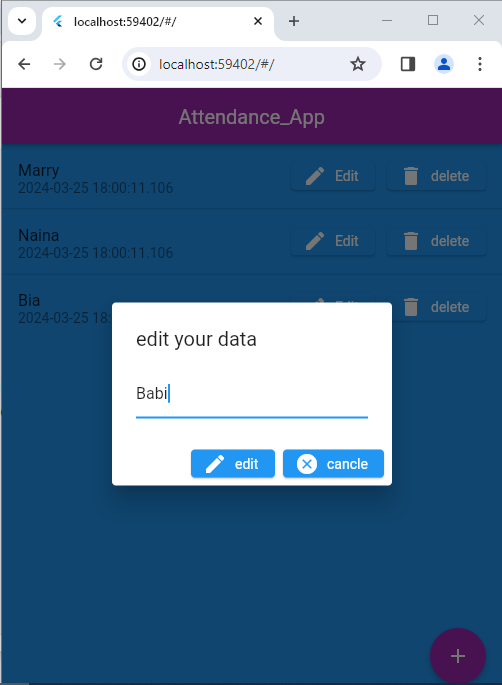 localhost:59402/#/
localhost:59402/#/
Attendance_App
Marry
2024-03-25 18:00:11.106
Edit
delete
Naina
2024-03-25 18:00:11.106
Edit
delete
Bia
2024-03-25 18:
delete
edit your data
Babi
edit
cancle